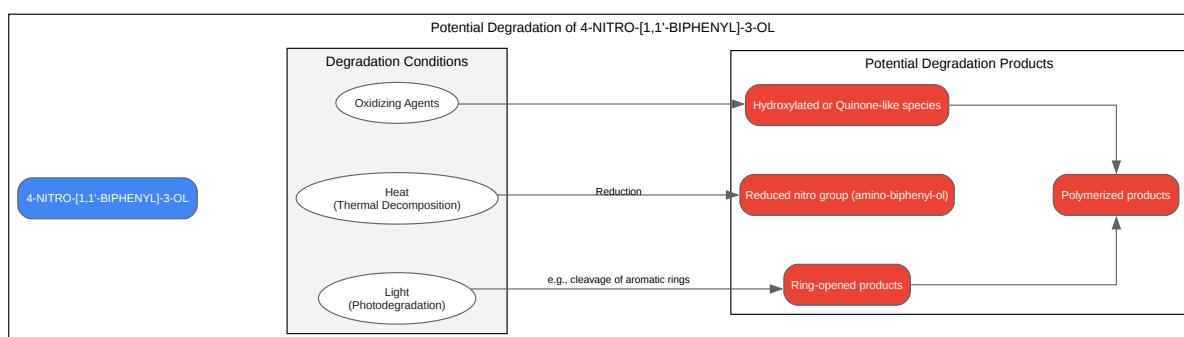 Potential Degradation of 4-NITRO-[1,1'-BIPHENYL]-3-OL
Degradation Conditions
Potential Degradation Products
Oxidizing Agents
Hydroxylated or Quinone-like species
4-NITRO-[1,1'-BIPHENYL]-3-OL
Heat
(Thermal Decomposition)
Reduction
Reduced nitro group (amino-biphenyl-ol)
Polymerized products
Light
(Photodegradation)
e.g., cleavage of aromatic rings
Ring-opened products